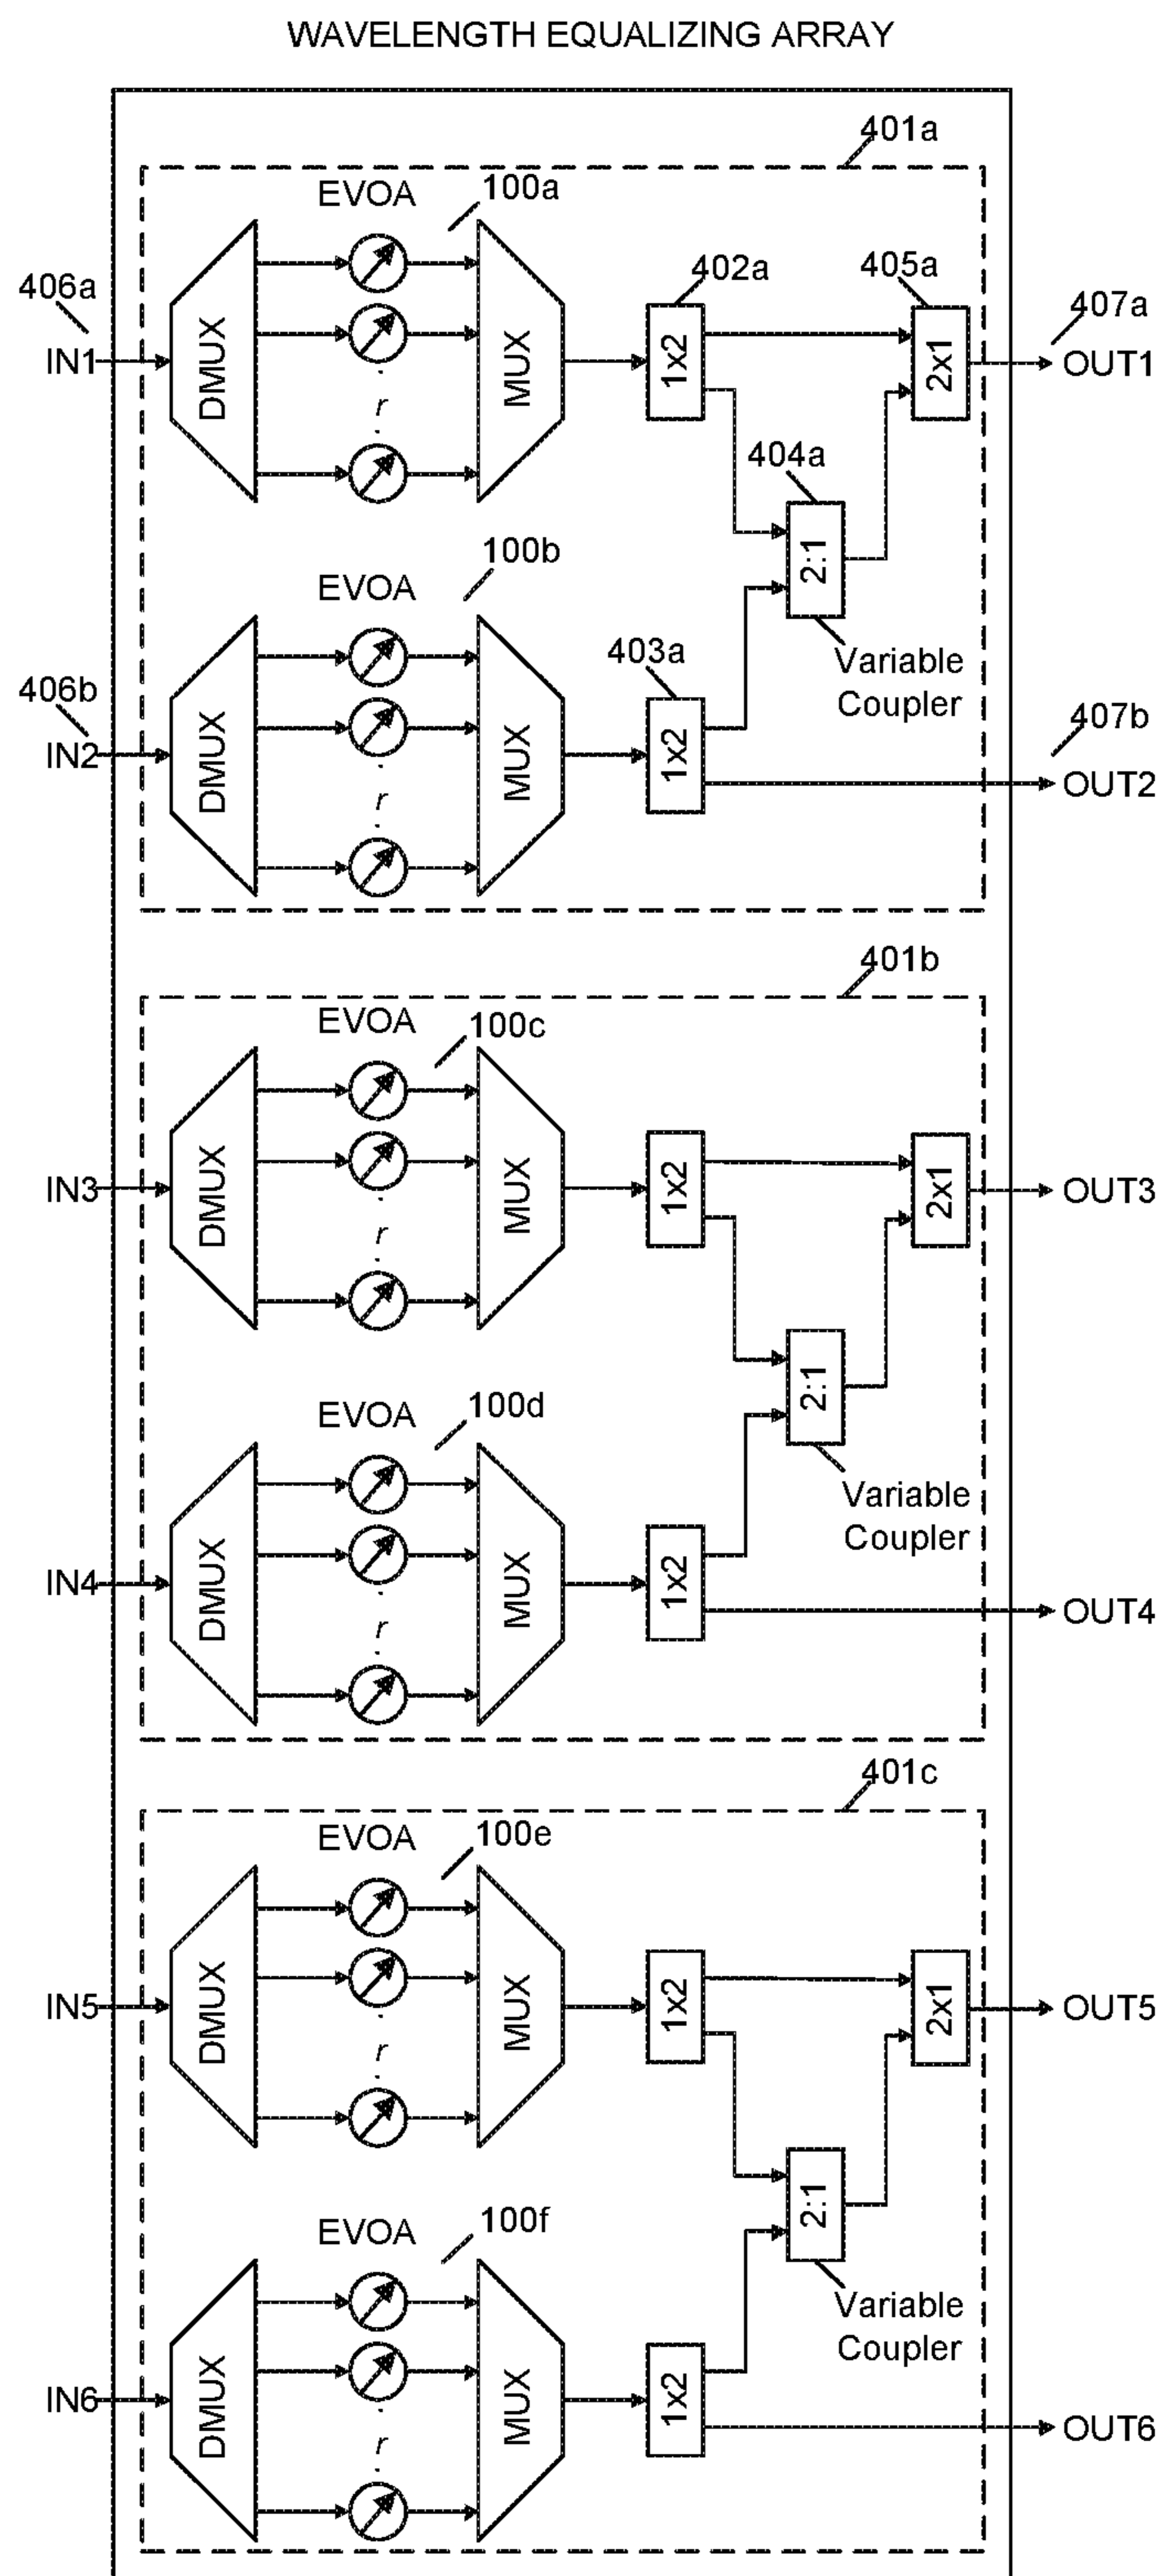 WAVELENGTH EQUALIZING ARRAY
401a
EVOA
100a
402a
405a
406a
407a
IN1
DMUX
r
MUX
1x2
2x1
OUT1
404a
2:1
Variable
Coupler
EVOA
100b
403a
406b
407b
IN2
DMUX
r
MUX
1x2
OUT2
401b
EVOA
100c
IN3
DMUX
r
MUX
1x2
2x1
OUT3
2:1
Variable
Coupler
EVOA
100d
IN4
DMUX
r
MUX
1x2
OUT4
401c
EVOA
100e
IN5
DMUX
r
MUX
1x2
2x1
OUT5
2:1
Variable
Coupler
EVOA
100f
IN6
DMUX
r
MUX
1x2
OUT6